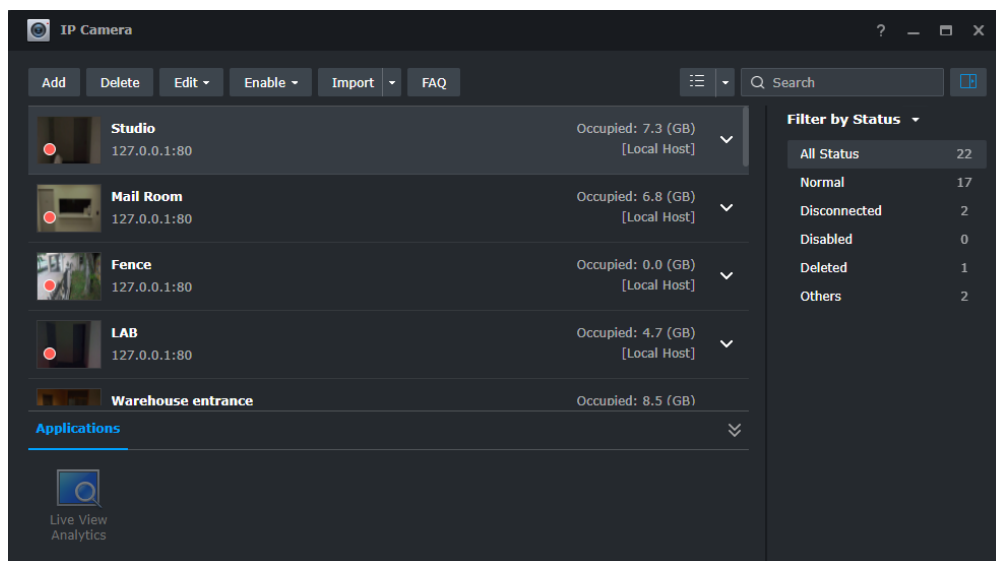 IP Camera
Add Delete Edit Enable Import FAQ Search
Studio Occupied: 7.3 (GB)
127.0.0.1:80 [Local Host]
Mail Room Occupied: 6.8 (GB)
127.0.0.1:80 [Local Host]
Fence Occupied: 0.0 (GB)
127.0.0.1:80 [Local Host]
LAB Occupied: 4.7 (GB)
127.0.0.1:80 [Local Host]
Warehouse entrance Occupied: 8.5 (GB)
Applications
Live View
Analytics
Filter by Status
All Status 22
Normal 17
Disconnected 2
Disabled 0
Deleted 1
Others 2